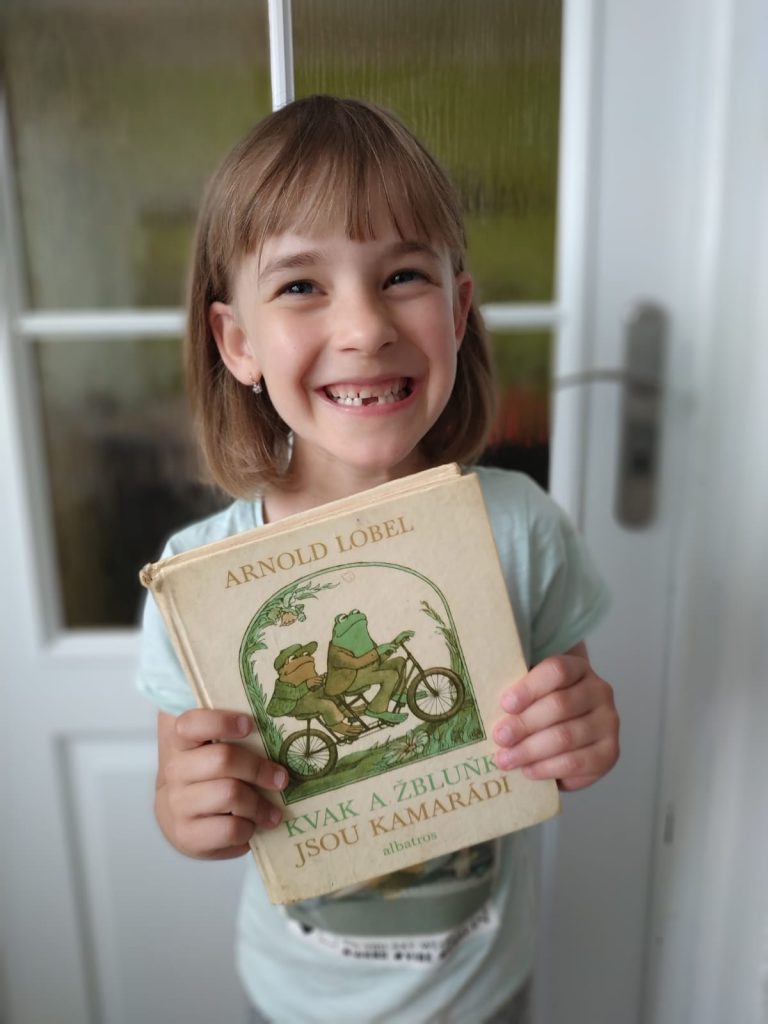 ARNOLD LOBEL
KVAK A ŽBLUŇK
JSOU KAMARÁDI
albatros